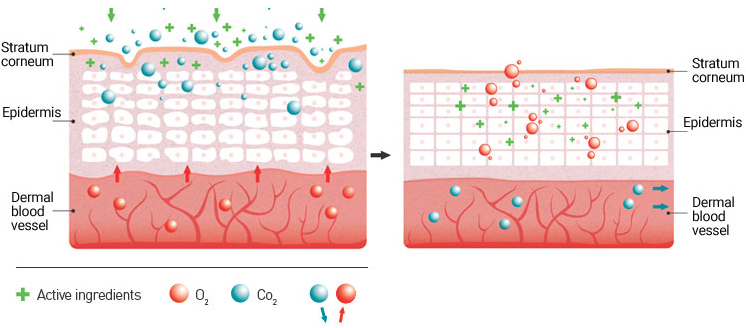 Stratum
corneum
Epidermis
Dermal
blood
vessel
Stratum
corneum
Epidermis
Dermal
blood
vessel
Active ingredients
O₂
Co₂